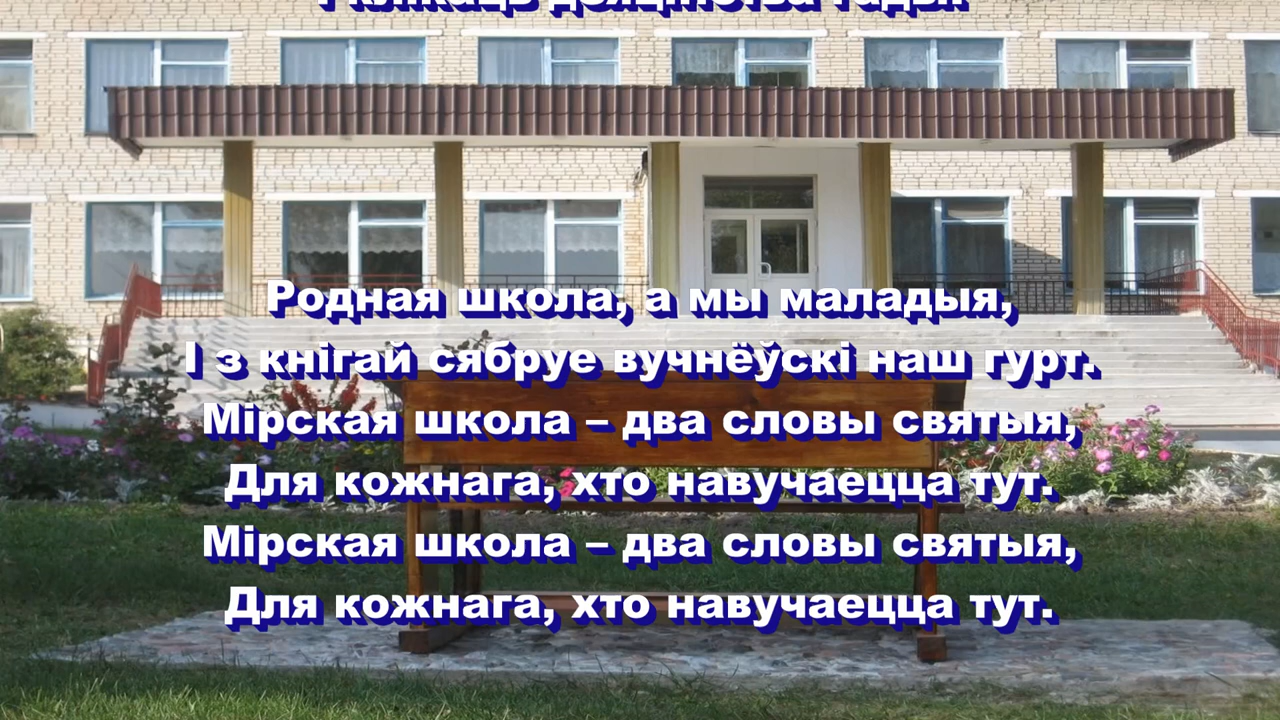 Родная школа, а мы маладыя,
І з кнігай сябруе вучнёўскі наш гурт.
Мірская школа – два словы святыя,
Для кожнага, хто навучаецца тут.
Мірская школа – два словы святыя,
Для кожнага, хто навучаецца тут.